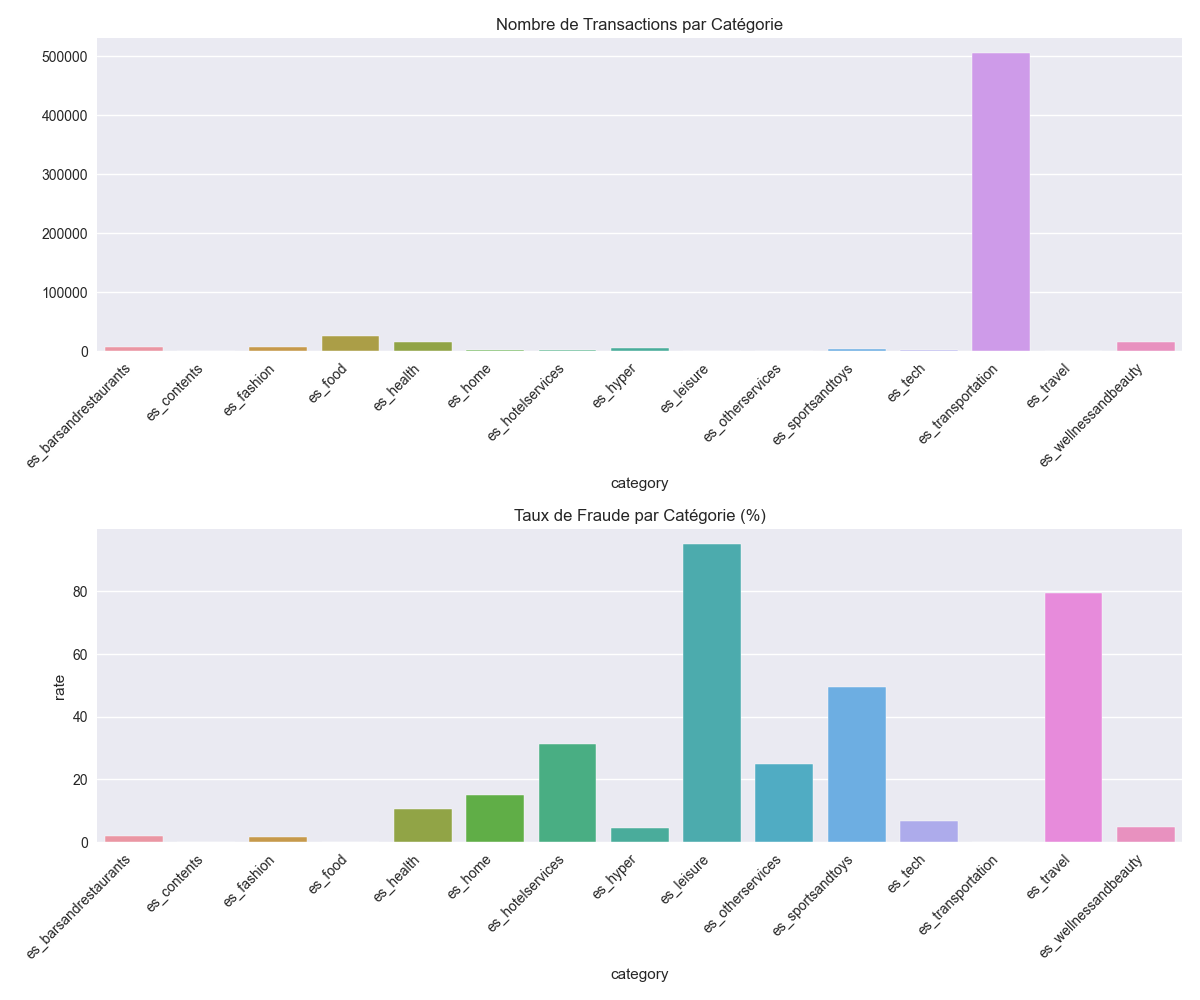 Nombre de Transactions par Catégorie
500000
400000
300000
200000
100000
0
es_barsandrestaurants
es_contents
es_fashion
es_food
es_health
es_home
es_hotelservices
es_hyper
es_leisure
es_otherservices
es_sportsandtoys
es_tech
es_transportation
es_travel
es_wellnessandbeauty
category
Taux de Fraude par Catégorie (%)
rate
80
60
40
20
0
es_barsandrestaurants
es_contents
es_fashion
es_food
es_health
es_home
es_hotelservices
es_hyper
es_leisure
es_otherservices
es_sportsandtoys
es_tech
es_transportation
es_travel
es_wellnessandbeauty
category